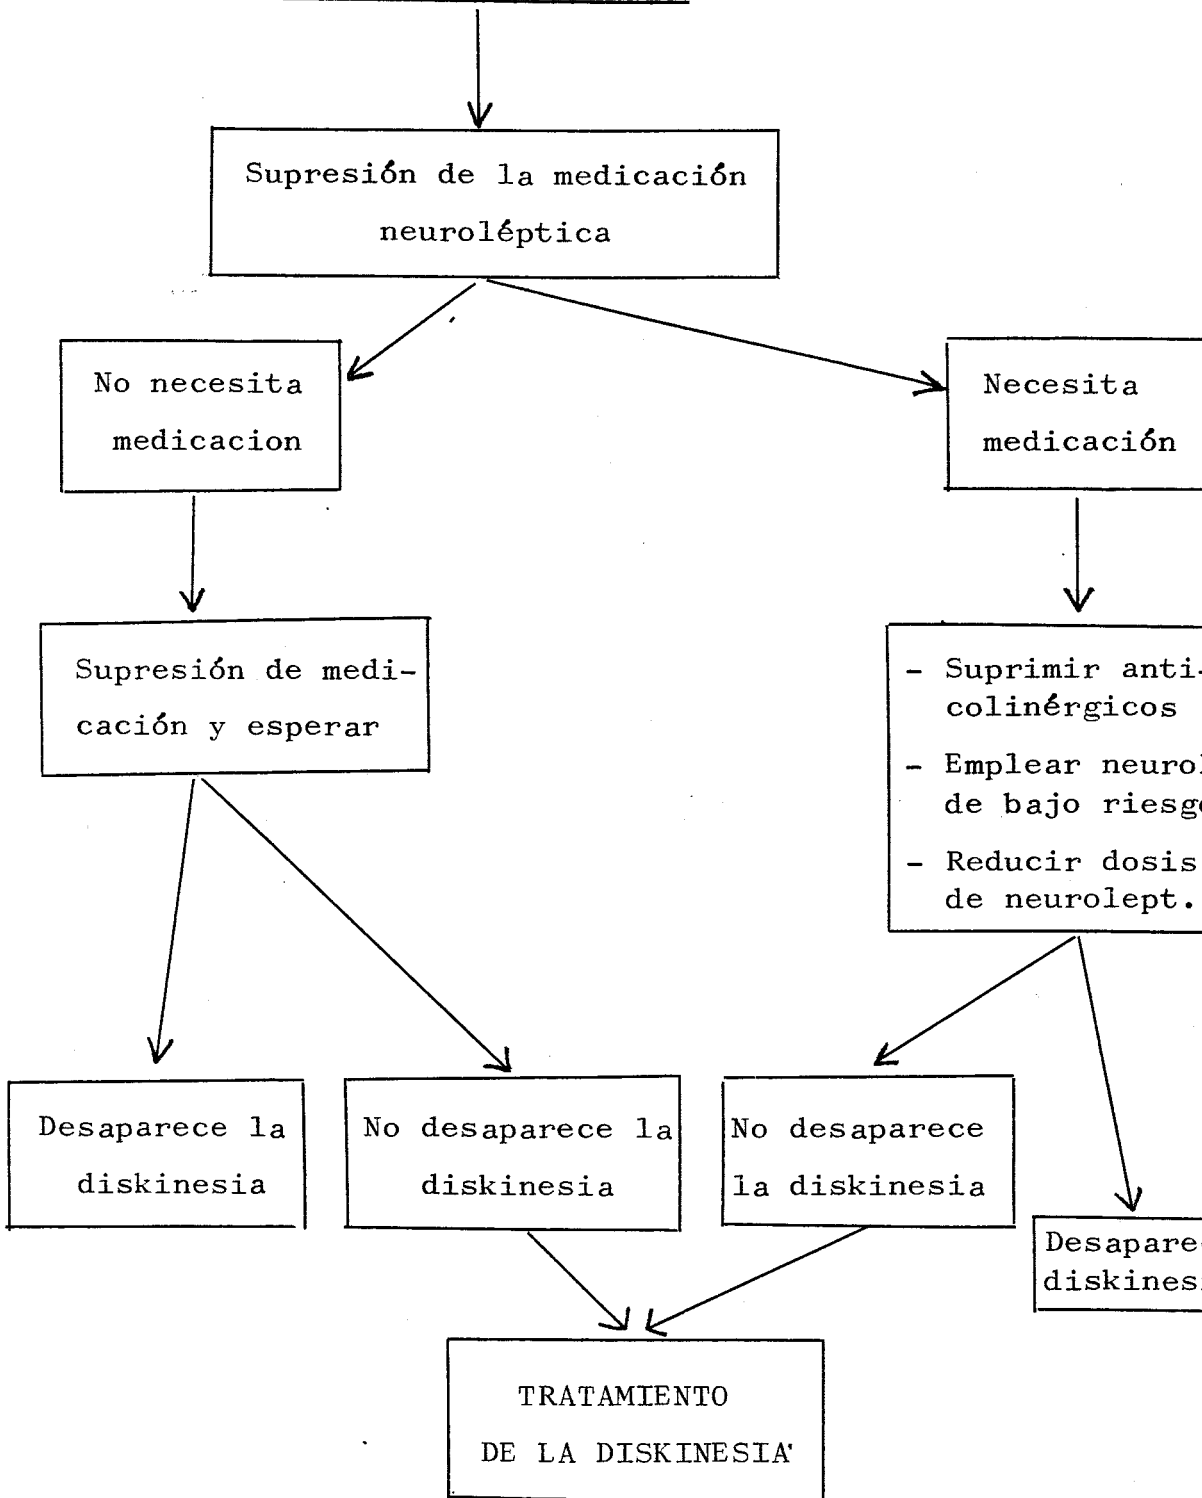 Supresión de la medicación
neuroléptica
No necesita
medicacion
Necesita
medicación
Supresión de medi-
cación y esperar
- Suprimir anti-
colinérgicos
- Emplear
de bajo
- Reducir dosis
de neurolept.
Desaparece la
diskinesia
No desaparece la
diskinesia
No desaparece
la diskinesia
TRATAMIENTO
DE LA DISKINESIA